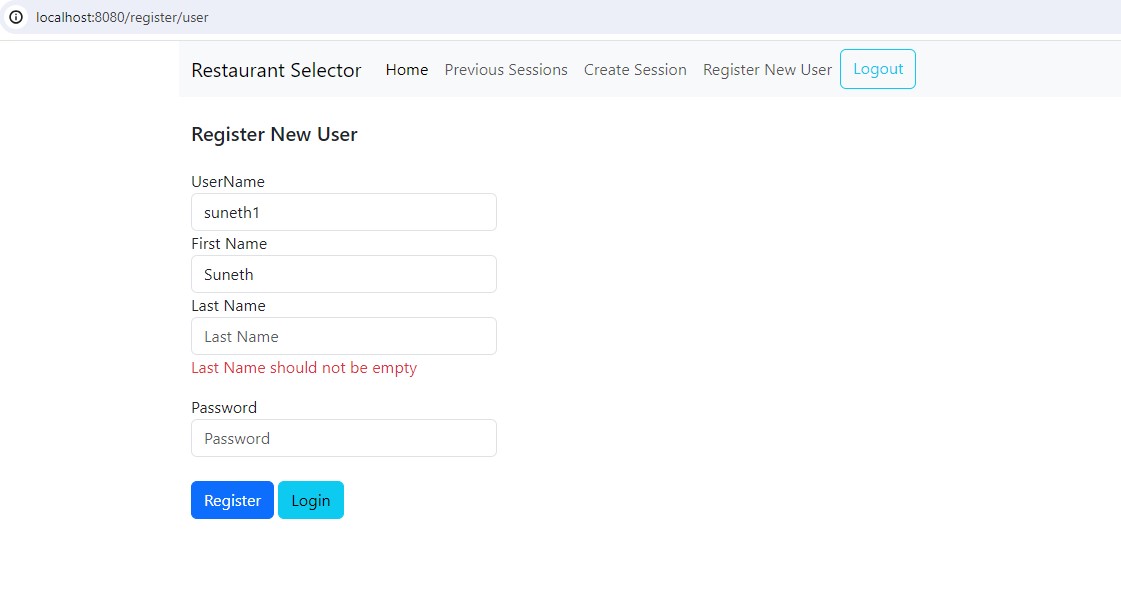 localhost:8080/register/user
Restaurant Selector Home Previous Sessions Create Session Register New User Logout
Register New User
UserName
suneth1
First Name
Suneth
Last Name
Last Name
Last Name should not be empty
Password
Password
Register Login